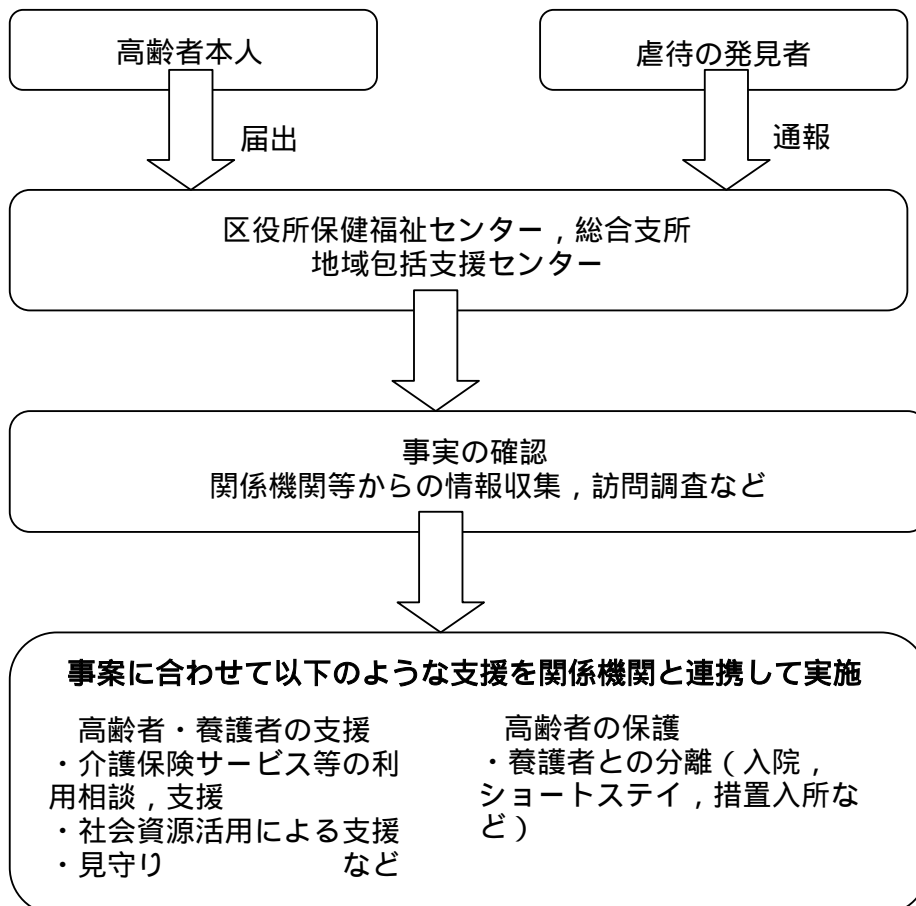 高齢者本人
虐待の発見者
届出
通報
区役所保健福祉センター，総合支所
地域包括支援センター
事実の確認
関係機関等からの情報収集，訪問調査など
事案に合わせて以下のような支援を関係機関と連携して実施
高齢者・養護者の支援
・介護保険サービス等の利
用相談，支援
・社会資源活用による支援
・見守り　　　　　　など
高齢者の保護
・養護者との分離（入院，
ショートステイ，措置入所な
ど）